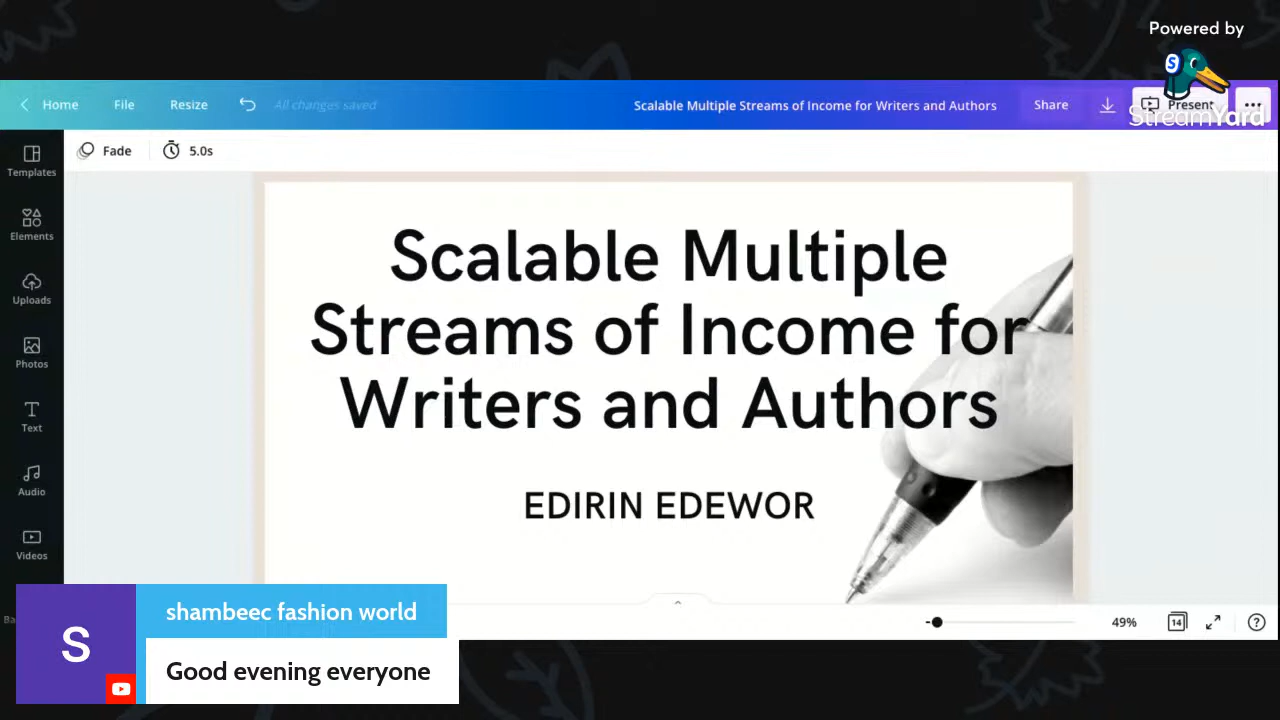 Powered by
StreamYard
Home File Resize All changes saved Scalable Multiple Streams of Income for Writers and Authors Share Present
Fade 5.0s
Templates
Elements
Uploads
Photos
Text
Audio
Videos
Scalable Multiple
Streams of Income for
Writers and Authors
EDIRIN EDEWOR
49% 14
S
shambeec fashion world
Good evening everyone